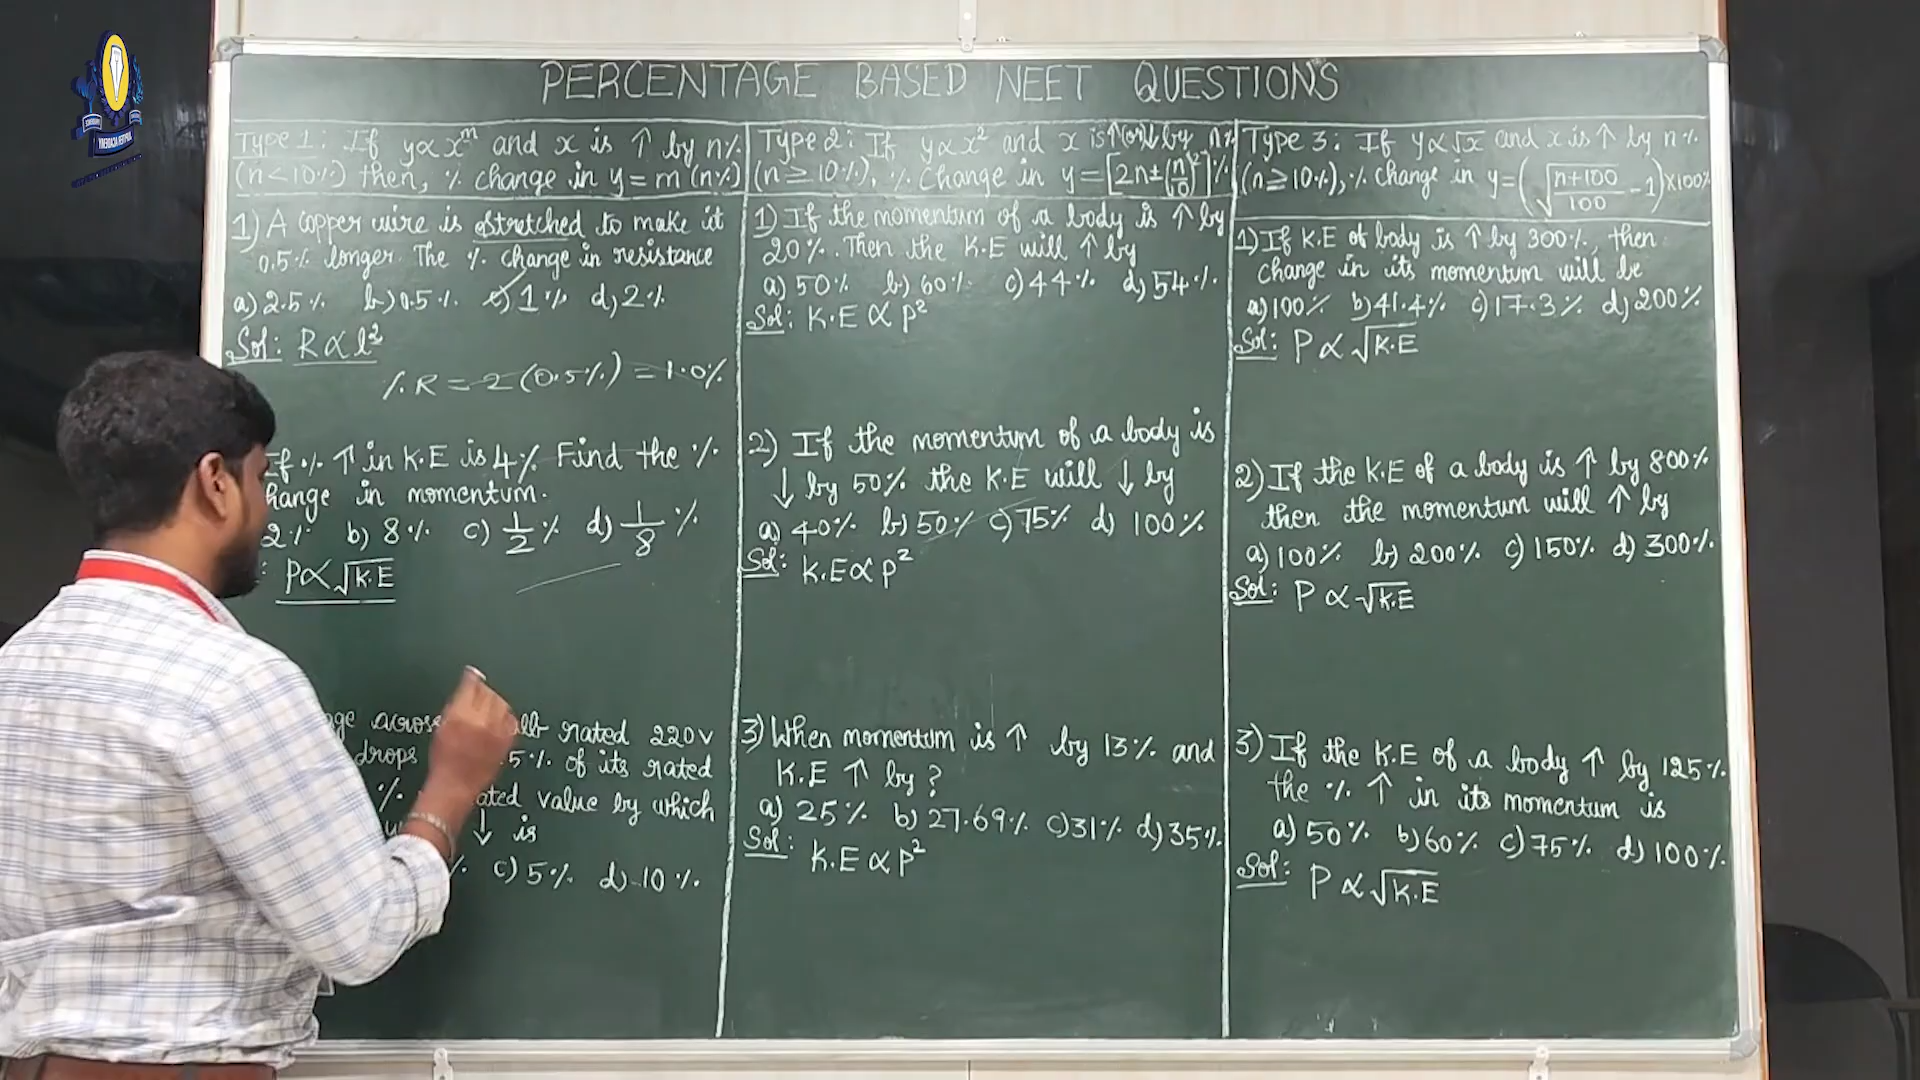 PERCENTAGE BASED NEET QUESTIONS
Type 1: If y∝x^m and x is ↑ by n%
(n<10%) then, % change in y = m(n%)
1) A copper wire is stretched to make it
0.5% longer. The % change in resistance
a) 2.5% b) 0.5% c) 1% d) 2%
Sol: R∝l²
%R = 2(0.5%) = 1.0%
If % ↑ in K.E is 4%. Find the %
hange in momentum.
2% b) 8% c) 1/2 % d) 1/8 %
: P∝√K.E
age across
rated 220v
drops 5% of its rated
% ated value by which
↓ is
%. c) 5% d) 10%.
Type 2: If y∝x² and x is ↑(or)↓ by n%
(n≥10%), % Change in y = [2n±(n/10)²]%
1) If the momentum of a body is ↑ by
20%. Then the K.E will ↑ by
a) 50% b) 60% c) 44% d) 54%.
Sol: K.E ∝ P²
2) If the momentum of a body is
↓ by 50% the K.E will ↓ by
a) 40% b) 50% c) 75% d) 100%
Sol: K.E∝P²
3) When momentum is ↑ by 13% and
K.E ↑ by?
a) 25% b) 27.69% c) 31% d) 35%.
Sol: K.E ∝ P²
Type 3: If y∝√x and x is ↑ by n%
(n≥10%), % change in y=(√((n+100)/100) - 1)×100%
1) If K.E of body is ↑ by 300%, then
change in its momentum will be
a) 100% b) 41.4% c) 17.3% d) 200%
Sol: P ∝ √K.E
2) If the K.E of a body is ↑ by 800%
then the momentum will ↑ by
a) 100% b) 200% c) 150% d) 300%.
Sol: P ∝ √K.E
3) If the K.E of a body ↑ by 125%
the % ↑ in its momentum is
a) 50% b) 60% c) 75% d) 100%.
Sol: P ∝ √K.E